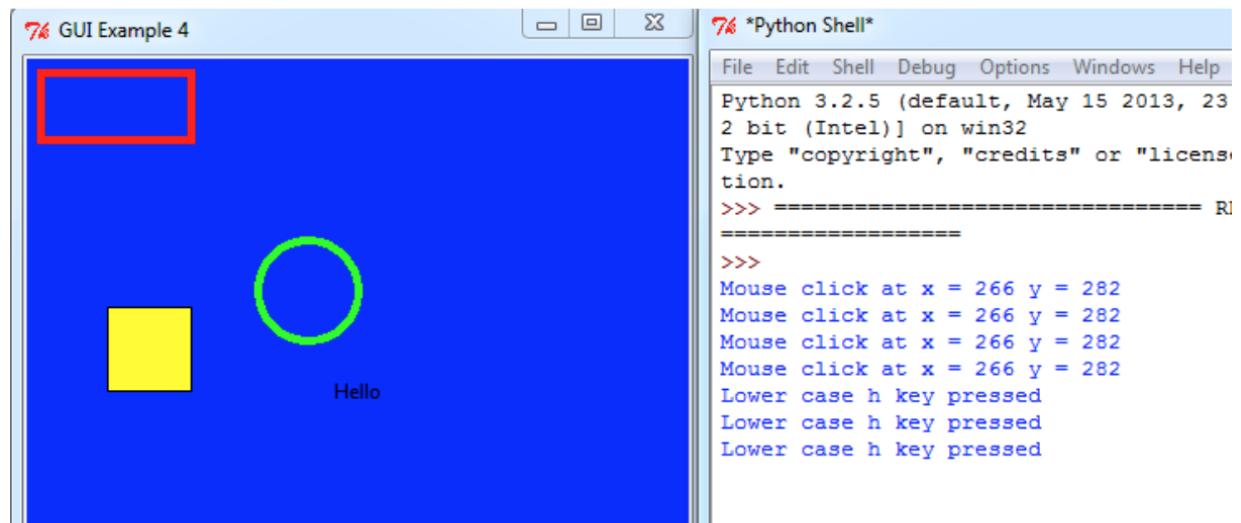 GUI Example 4
Hello
*Python Shell*
File Edit Shell Debug Options Windows Help
Python 3.2.5 (default, May 15 2013, 23
2 bit (Intel)] on win32
Type "copyright", "credits" or "licens
tion.
>>> ================================
==================
>>>
Mouse click at x = 266 y = 282
Mouse click at x = 266 y = 282
Mouse click at x = 266 y = 282
Mouse click at x = 266 y = 282
Lower case h key pressed
Lower case h key pressed
Lower case h key pressed